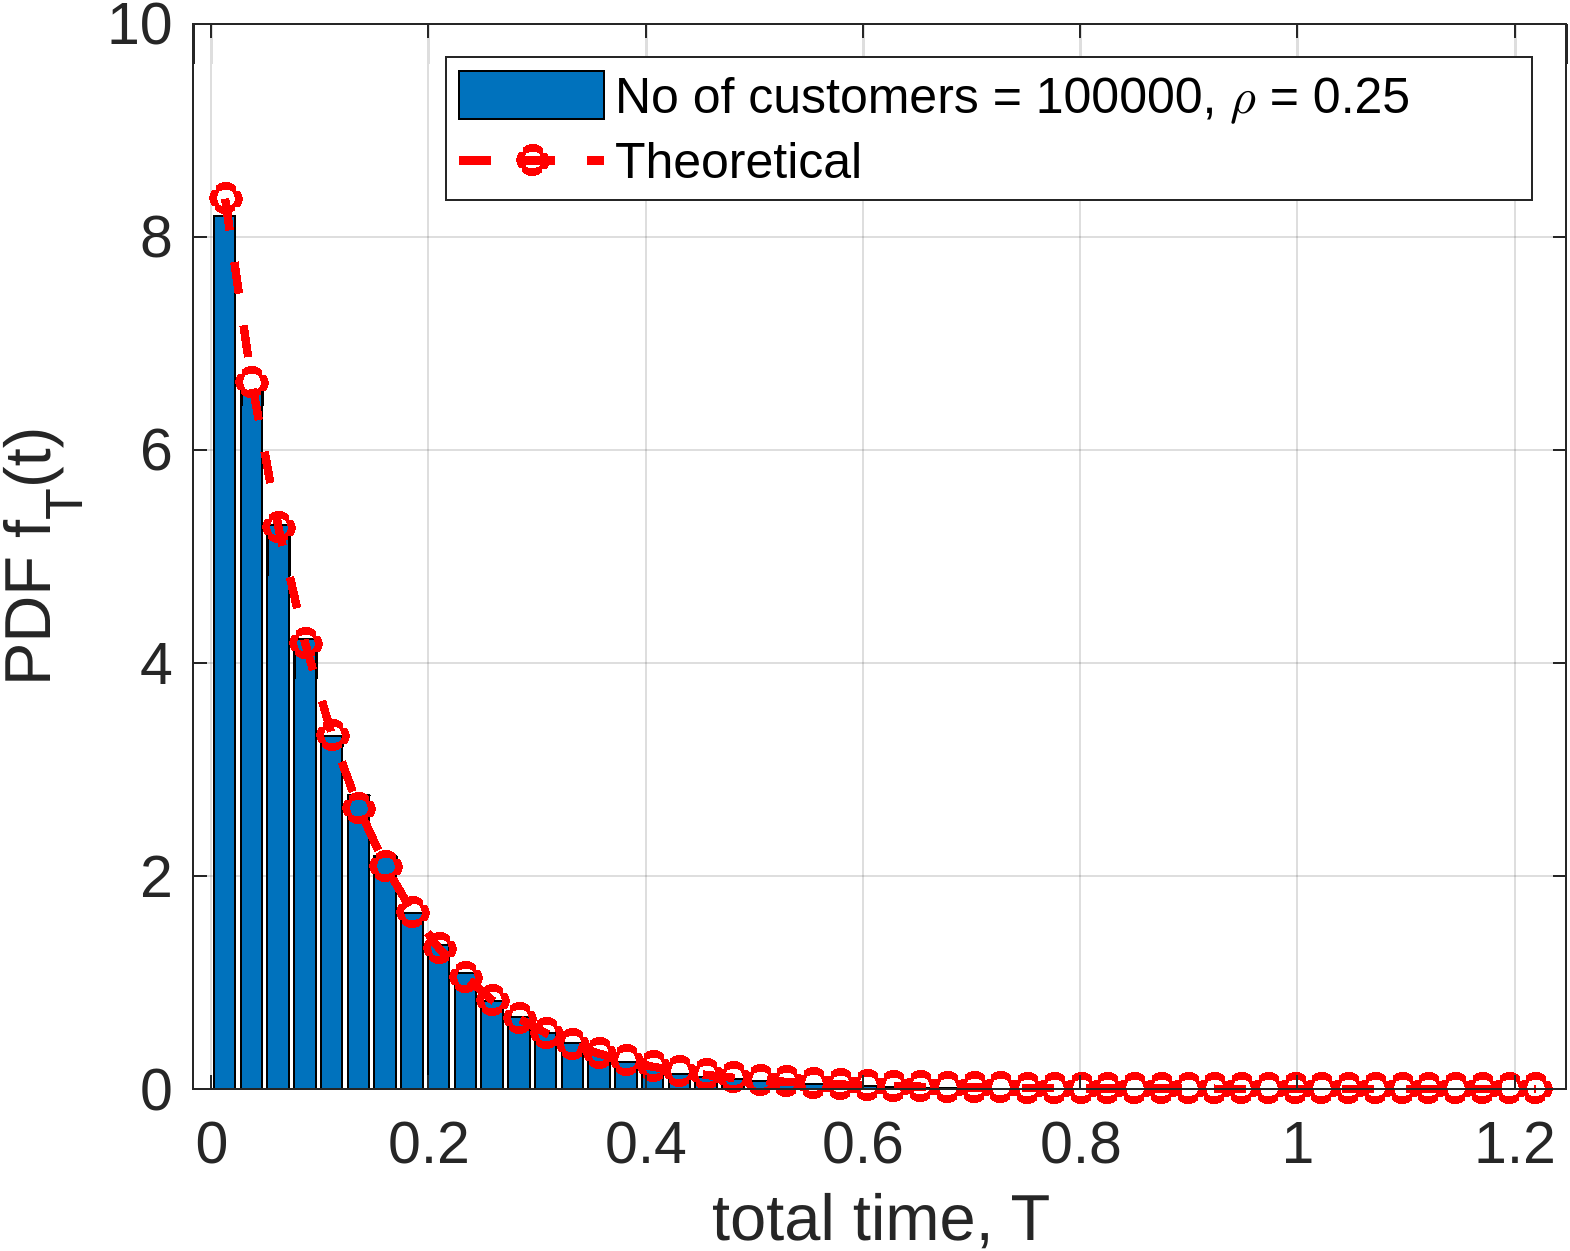 10
8
6
4
2
0
PDF f_T(t)
No of customers = 100000, ρ = 0.25
Theoretical
0 0.2 0.4 0.6 0.8 1 1.2
total time, T